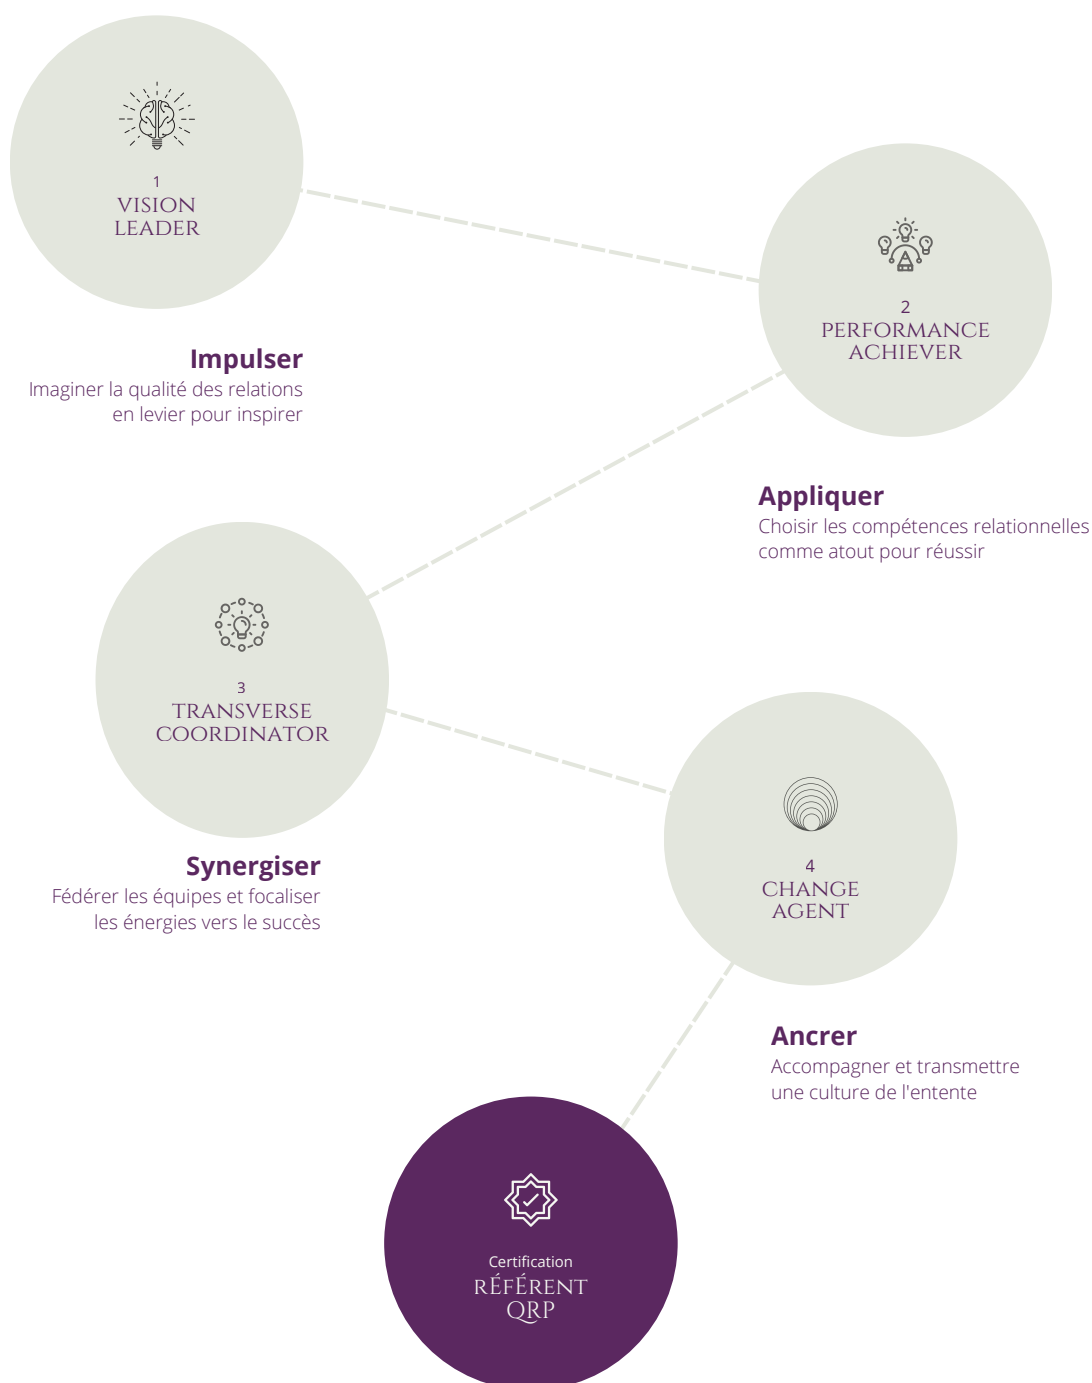 1
VISION
LEADER
Impulser
Imaginer la qualité des relations
en levier pour inspirer
2
PERFORMANCE
ACHIEVER
Appliquer
Choisir les compétences relationnelles
comme atout pour réussir
3
TRANSVERSE
COORDINATOR
Synergiser
Fédérer les équipes et focaliser
les énergies vers le succès
4
CHANGE
AGENT
Ancrer
Accompagner et transmettre
une culture de l'entente
Certification
RÉFÉRENT
QRP